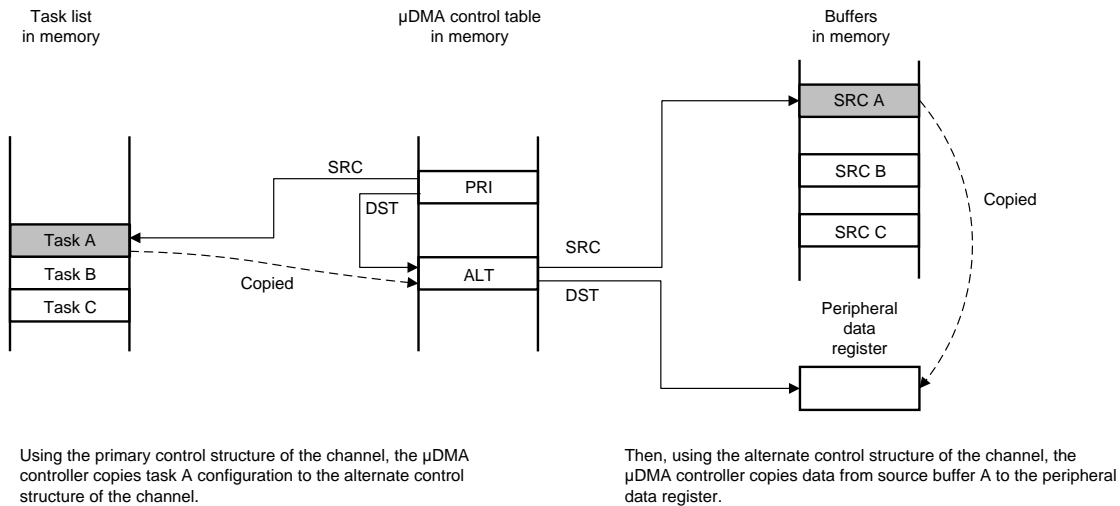 Task list
in memory
µDMA control table
in memory
Buffers
in memory
SRC A
SRC
PRI
SRC B
DST
Copied
SRC C
Task A
SRC
Task B
Copied
ALT
DST
Task C
Peripheral
data
register
Using the primary control structure of the channel, the µDMA
controller copies task A configuration to the alternate control
structure of the channel.
Then, using the alternate control structure of the channel, the
µDMA controller copies data from source buffer A to the peripheral
data register.